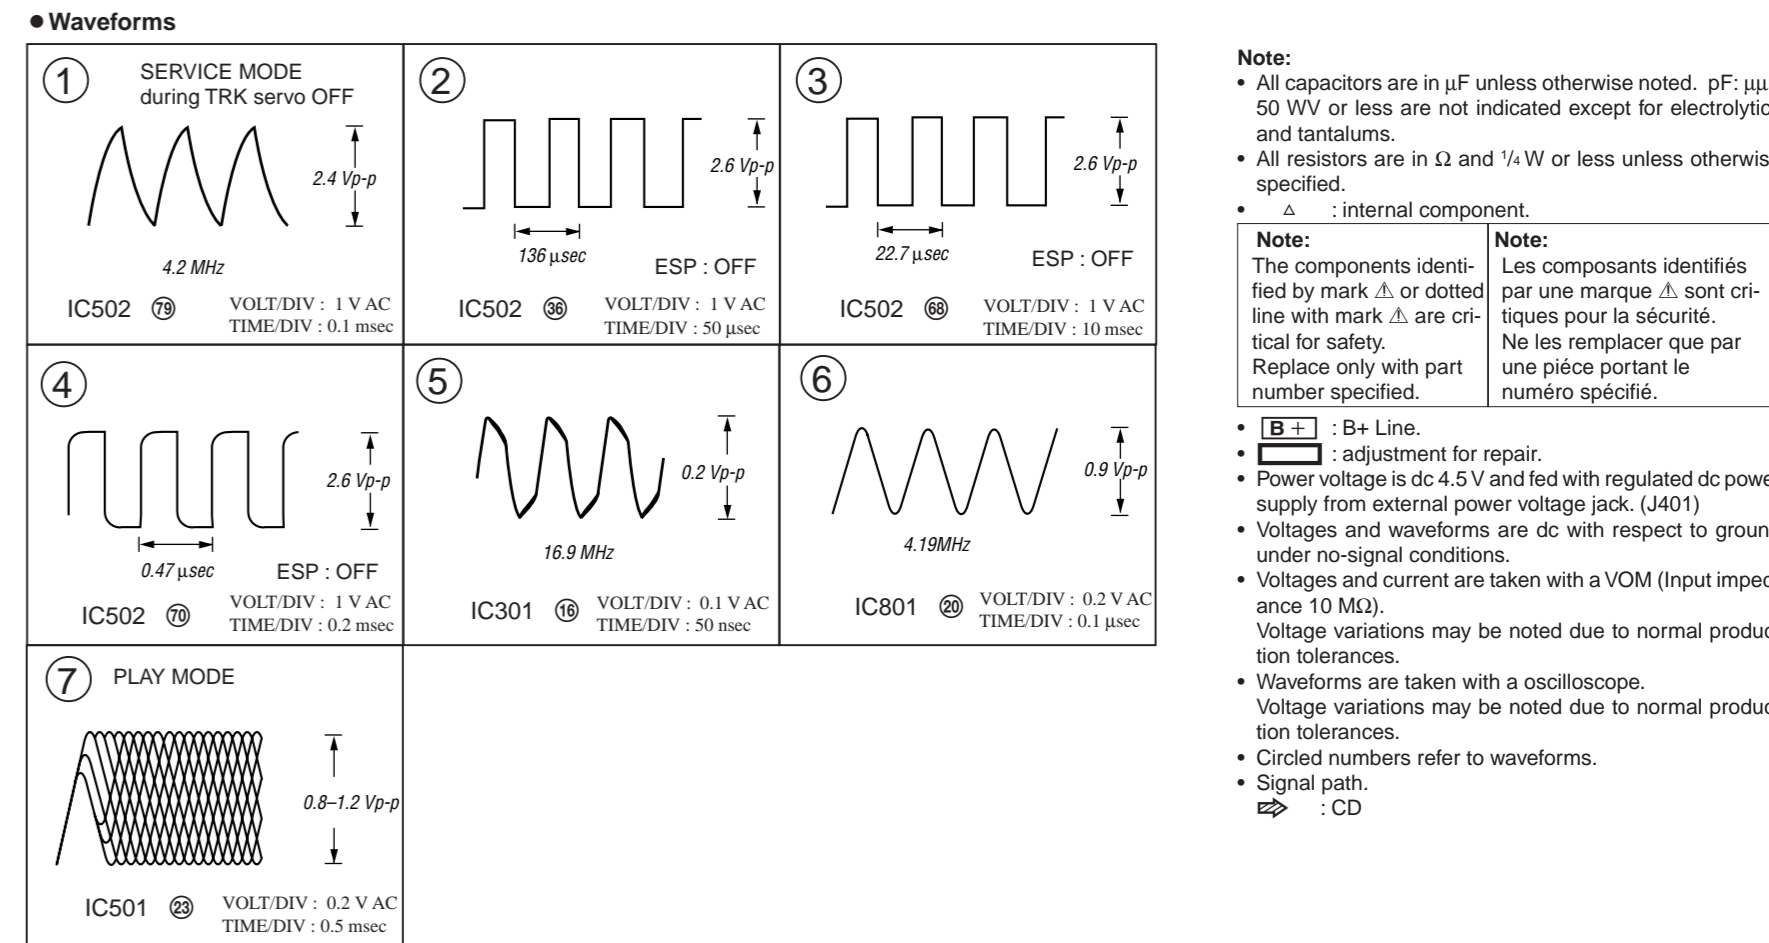 ● Waveforms
1
SERVICE MODE
during TRK servo OFF
2.4 Vp-p
4.2 MHz
IC502 79
VOLT/DIV : 1 V AC
TIME/DIV : 0.1 msec
2
2.6 Vp-p
136 µsec
ESP : OFF
IC502 36
VOLT/DIV : 1 V AC
TIME/DIV : 50 µsec
3
2.6 Vp-p
22.7 µsec
ESP : OFF
IC502 68
VOLT/DIV : 1 V AC
TIME/DIV : 10 msec
4
2.6 Vp-p
0.47 µsec
ESP : OFF
IC502 70
VOLT/DIV : 1 V AC
TIME/DIV : 0.2 msec
5
0.2 Vp-p
16.9 MHz
IC301 16
VOLT/DIV : 0.1 V AC
TIME/DIV : 50 nsec
6
0.9 Vp-p
4.19MHz
IC801 20
VOLT/DIV : 0.2 V AC
TIME/DIV : 0.1 µsec
7
PLAY MODE
0.8–1.2 Vp-p
IC501 23
VOLT/DIV : 0.2 V AC
TIME/DIV : 0.5 msec
Note:
• All capacitors are in µF unless otherwise noted. pF: µµ
50 WV or less are not indicated except for electrolytic
and tantalums.
• All resistors are in Ω and 1/4 W or less unless otherwis
specified.
• △ : internal component.
Note:
The components identi-
fied by mark ⚠ or dotted
line with mark ⚠ are cri-
tical for safety.
Replace only with part
number specified.
Note:
Les composants identifiés
par une marque ⚠ sont cri-
tiques pour la sécurité.
Ne les remplacer que par
une piéce portant le
numéro spécifié.
• B + : B+ Line.
• : adjustment for repair.
• Power voltage is dc 4.5 V and fed with regulated dc powe
supply from external power voltage jack. (J401)
• Voltages and waveforms are dc with respect to groun
under no-signal conditions.
• Voltages and current are taken with a VOM (Input imped
ance 10 MΩ).
Voltage variations may be noted due to normal produc
tion tolerances.
• Waveforms are taken with a oscilloscope.
Voltage variations may be noted due to normal produc
tion tolerances.
• Circled numbers refer to waveforms.
• Signal path.
: CD